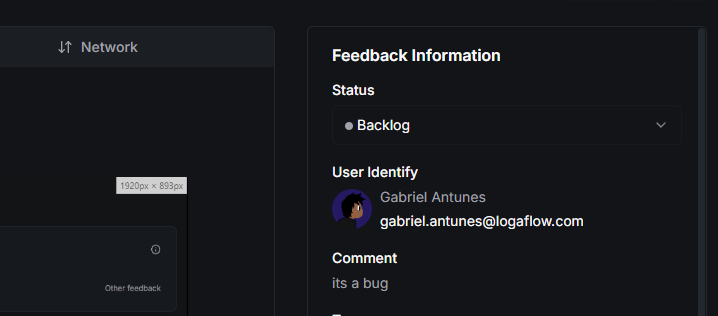 Network
1920px × 893px
Other feedback
Feedback Information
Status
Backlog
User Identify
Gabriel Antunes
gabriel.antunes@logaflow.com
Comment
its a bug